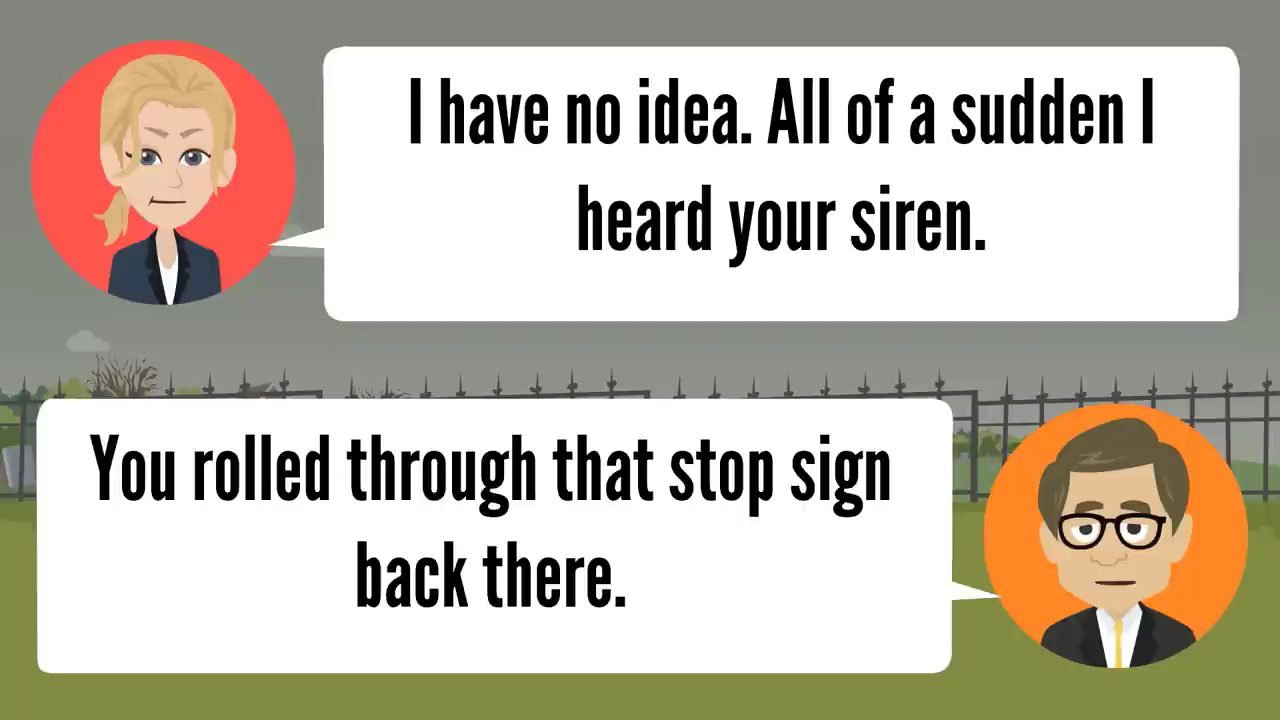 I have no idea. All of a sudden I
heard your siren.
You rolled through that stop sign
back there.